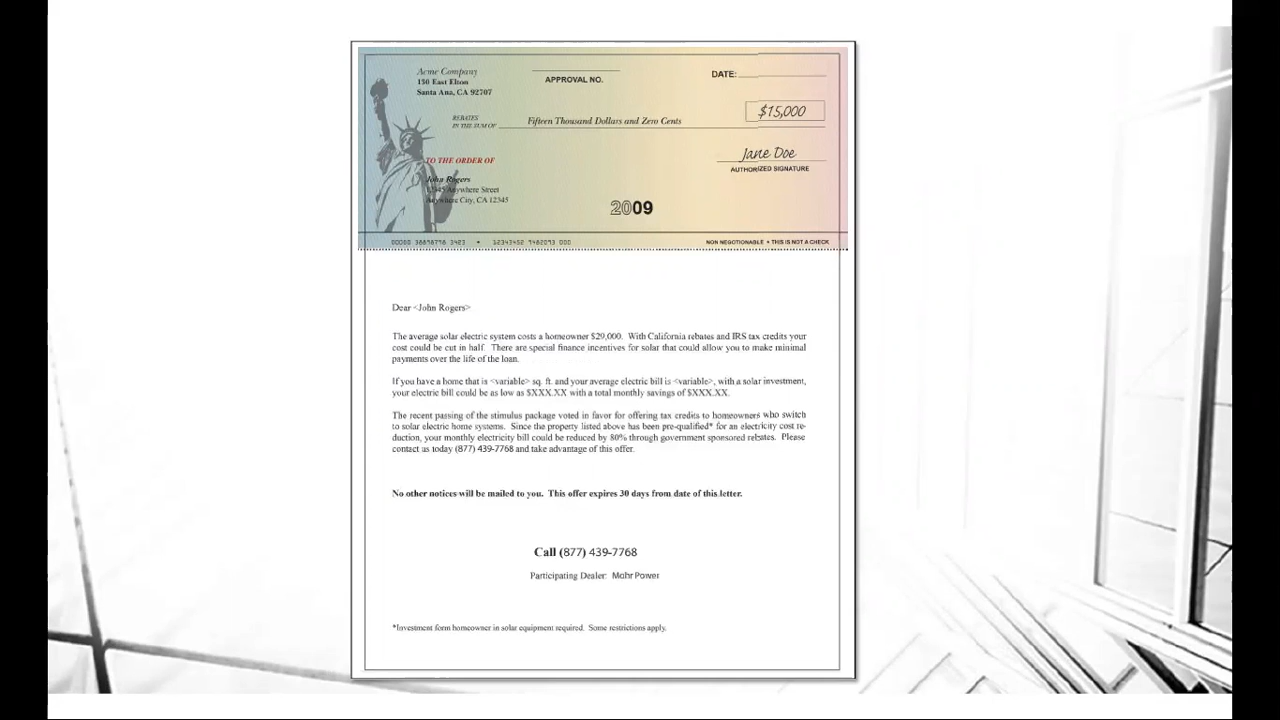 Acme Company
150 East Elton
Santa Ana, CA 92707
APPROVAL NO.
DATE:
$15,000
REBATES
IN THE SUM OF
Fifteen Thousand Dollars and Zero Cents
TO THE ORDER OF
John Rogers
12345 Anywhere Street
Anywhere City, CA 12345
Jane Doe
AUTHORIZED SIGNATURE
2009
NON NEGOTIABLE • THIS IS NOT A CHECK
Dear <John Rogers>
The average solar electric system costs a homeowner $29,000. With California rebates and IRS tax credits your
cost could be cut in half. There are special finance incentives for solar that could allow you to make minimal
payments over the life of the loan.
If you have a home that is <variable> sq. ft. and your average electric bill is <variable>, with a solar investment,
your electric bill could be as low as $XXX.XX with a total monthly savings of $XXX.XX.
The recent passing of the stimulus package voted in favor for offering tax credits to homeowners who switch
to solar electric home systems. Since the property listed above has been pre-qualified* for an electricity cost re-
duction, your monthly electricity bill could be reduced by 80% through government sponsored rebates. Please
contact us today (877) 439-7768 and take advantage of this offer.
No other notices will be mailed to you. This offer expires 30 days from date of this letter.
Call (877) 439-7768
Participating Dealer: Mohr Power
*Investment form homeowner in solar equipment required. Some restrictions apply.